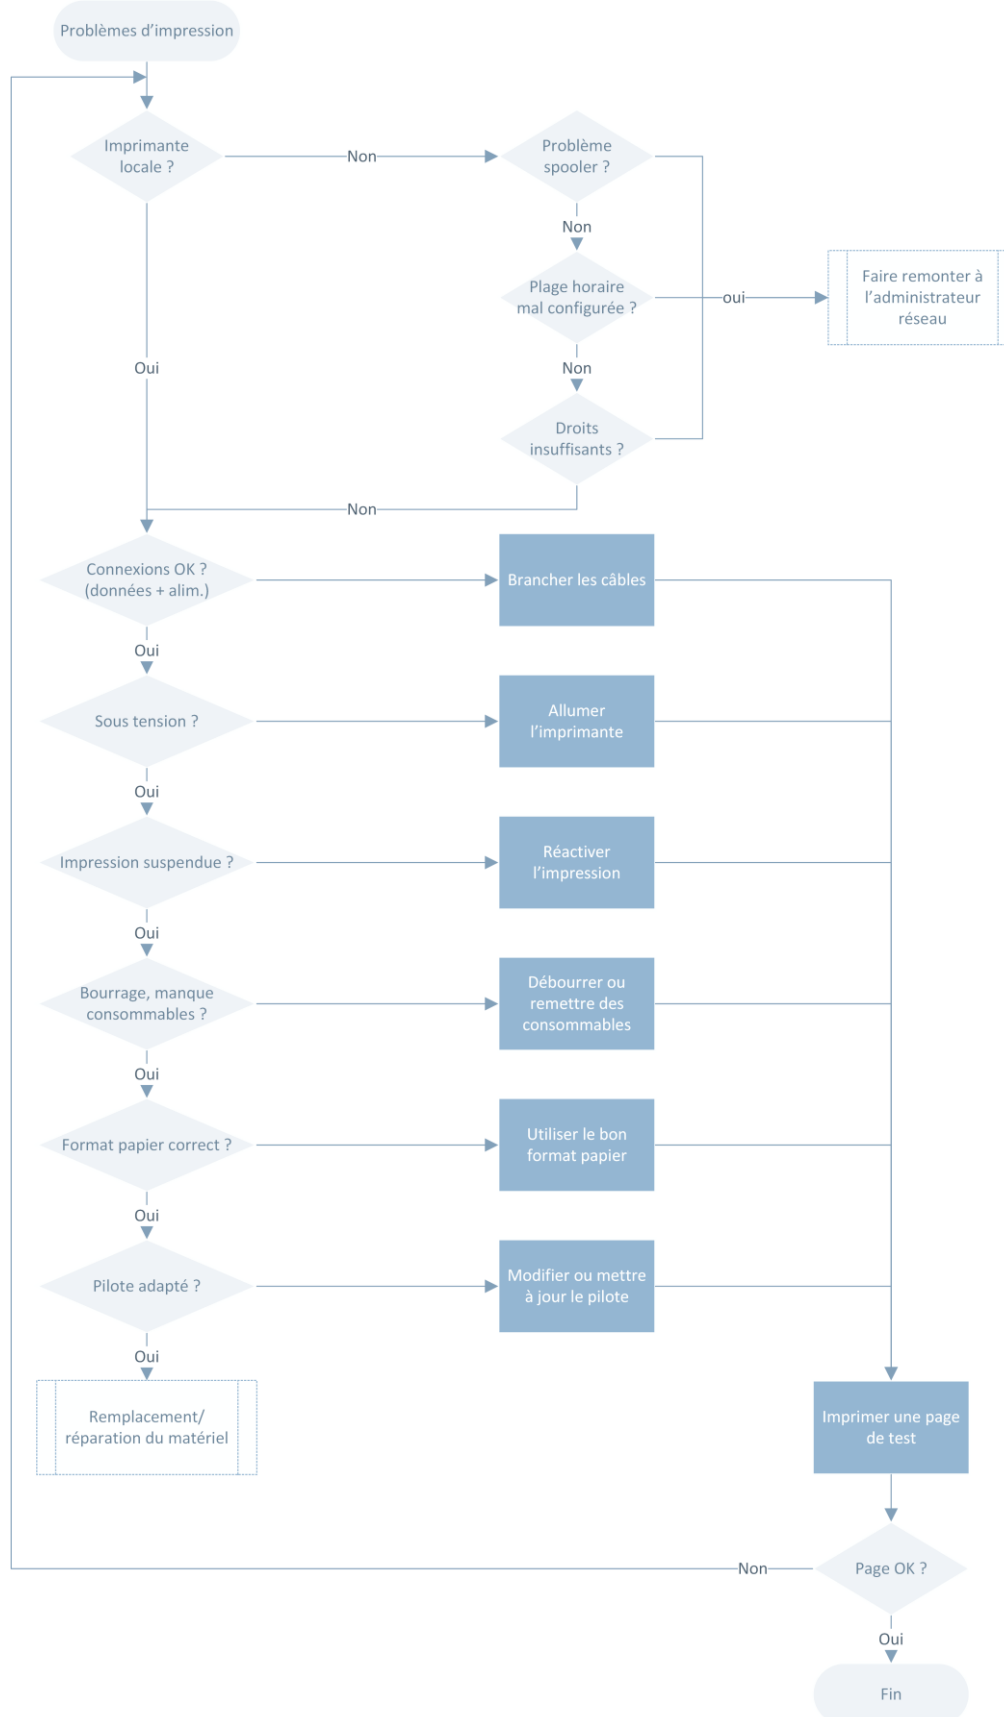 Problèmes d’impression
Imprimante
locale ?
Non
Problème
spooler ?
Non
Plage horaire
mal configurée ?
oui
Faire remonter à
l’administrateur
réseau
Oui
Non
Droits
insuffisants ?
Non
Connexions OK ?
(données + alim.)
Brancher les câbles
Oui
Sous tension ?
Allumer
l’imprimante
Oui
Impression suspendue ?
Réactiver
l’impression
Oui
Bourrage, manque
consommables ?
Débourrer ou
remettre des
consommables
Oui
Format papier correct ?
Utiliser le bon
format papier
Oui
Pilote adapté ?
Modifier ou mettre
à jour le pilote
Oui
Remplacement/
réparation du matériel
Imprimer une page
de test
Non
Page OK ?
Oui
Fin